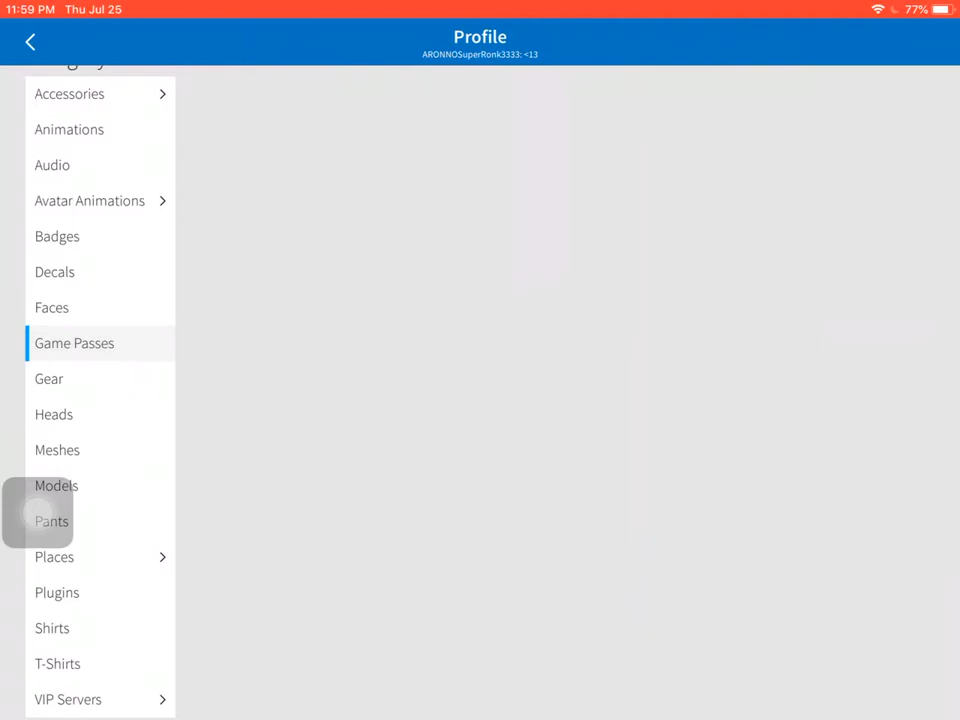 11:59 PM Thu Jul 25
77%
Profile
ARONNOSuperRonk3333: <13
Accessories
Animations
Audio
Avatar Animations
Badges
Decals
Faces
Game Passes
Gear
Heads
Meshes
Models
Pants
Places
Plugins
Shirts
T-Shirts
VIP Servers